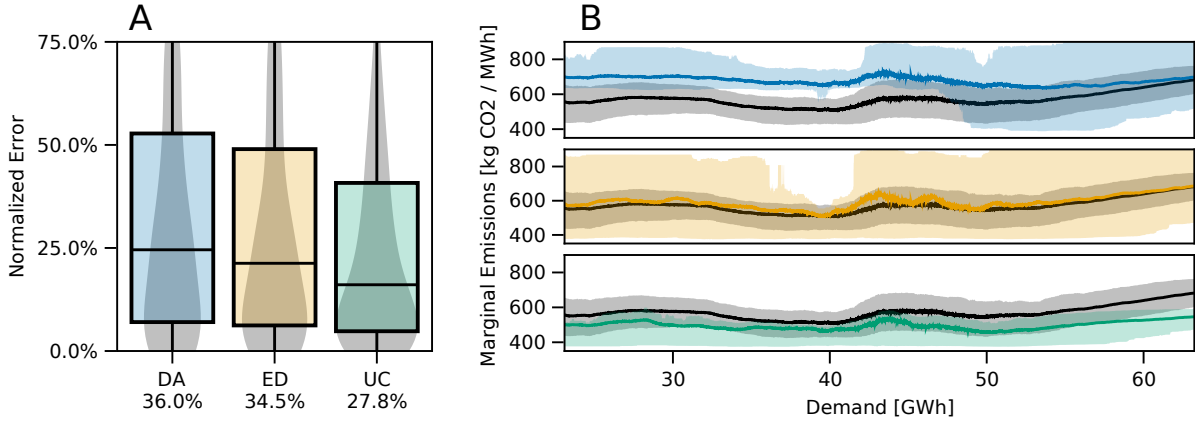 A
Normalized Error
75.0%
50.0%
25.0%
0.0%
DA
36.0%
ED
34.5%
UC
27.8%
B
Marginal Emissions [kg CO2 / MWh]
800
600
400
800
600
400
800
600
400
30
40
50
60
Demand [GWh]